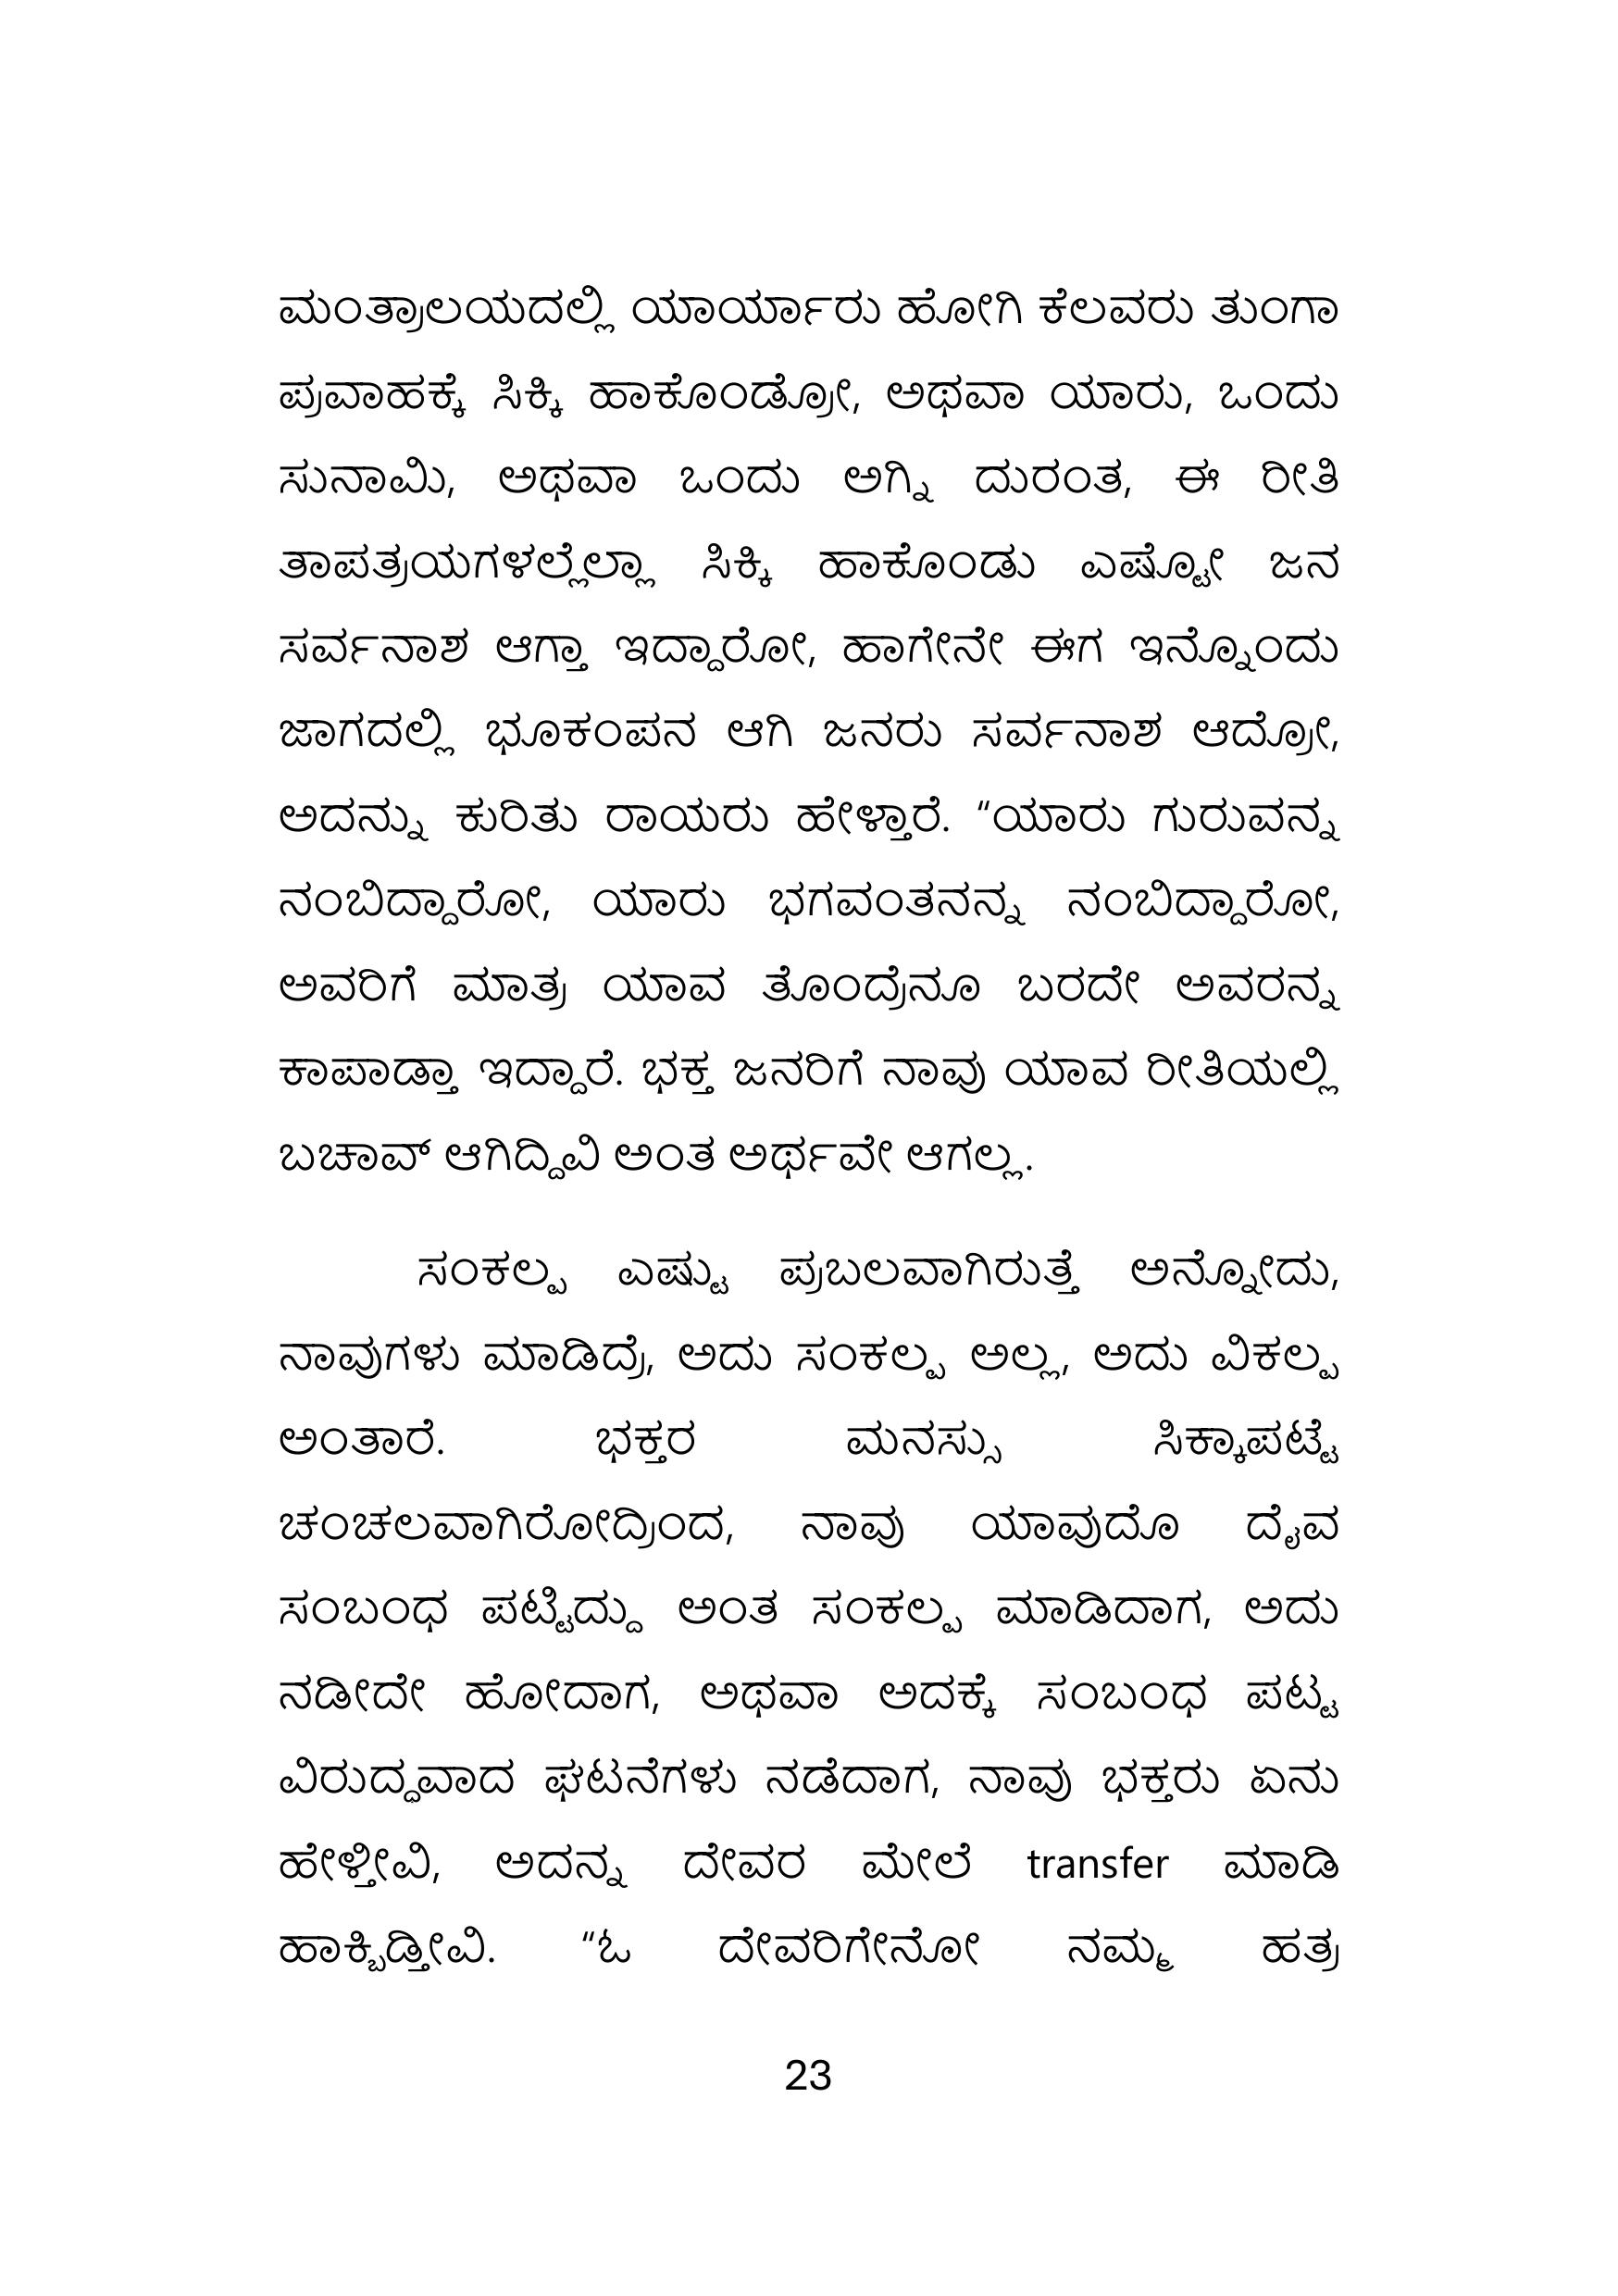 ಮಂತ್ರಾಲಯದಲ್ಲಿ ಯಾರ್ಯಾರು ಹೋಗಿ ಕೆಲವರು ತುಂಗಾ
ಪ್ರವಾಹಕ್ಕೆ ಸಿಕ್ಕಿ ಹಾಕೊಂಡ್ರೋ, ಅಥವಾ ಯಾರು, ಒಂದು
ಸುನಾಮಿ, ಅಥವಾ ಒಂದು ಅಗ್ನಿ ದುರಂತ, ಈ ರೀತಿ
ತಾಪತ್ರಯಗಳಲ್ಲೆಲ್ಲಾ ಸಿಕ್ಕಿ ಹಾಕೊಂಡು ಎಷ್ಟೋ ಜನ
ಸರ್ವನಾಶ ಆಗ್ತಾ ಇದ್ದಾರೋ, ಹಾಗೇನೇ ಈಗ ಇನ್ನೊಂದು
ಜಾಗದಲ್ಲಿ ಭೂಕಂಪನ ಆಗಿ ಜನರು ಸರ್ವನಾಶ ಆದ್ರೋ,
ಅದನ್ನು ಕುರಿತು ರಾಯರು ಹೇಳ್ತಾರೆ. “ಯಾರು ಗುರುವನ್ನ
ನಂಬಿದ್ದಾರೋ, ಯಾರು ಭಗವಂತನನ್ನ ನಂಬಿದ್ದಾರೋ,
ಅವರಿಗೆ ಮಾತ್ರ ಯಾವ ತೊಂದ್ರೆನೂ ಬರದೇ ಅವರನ್ನ
ಕಾಪಾಡ್ತಾ ಇದ್ದಾರೆ. ಭಕ್ತ ಜನರಿಗೆ ನಾವು ಯಾವ ರೀತಿಯಲ್ಲಿ
ಬಚಾವ್ ಆಗಿದ್ದಿವಿ ಅಂತ ಅರ್ಥವೇ ಆಗಲ್ಲ.
ಸಂಕಲ್ಪ ಎಷ್ಟು ಪ್ರಬಲವಾಗಿರುತ್ತೆ ಅನ್ನೋದು,
ನಾವುಗಳು ಮಾಡಿದ್ರೆ, ಅದು ಸಂಕಲ್ಪ ಅಲ್ಲ, ಅದು ವಿಕಲ್ಪ
ಅಂತಾರೆ. ಭಕ್ತರ ಮನಸ್ಸು ಸಿಕ್ಕಾಪಟ್ಟೆ
ಚಂಚಲವಾಗಿರೋದ್ರಿಂದ, ನಾವು ಯಾವುದೊ ದೈವ
ಸಂಬಂಧ ಪಟ್ಟಿದ್ದು ಅಂತ ಸಂಕಲ್ಪ ಮಾಡಿದಾಗ, ಅದು
ನಡೀದೇ ಹೋದಾಗ, ಅಥವಾ ಅದಕ್ಕೆ ಸಂಬಂಧ ಪಟ್ಟ
ವಿರುದ್ಧವಾದ ಘಟನೆಗಳು ನಡೆದಾಗ, ನಾವು ಭಕ್ತರು ಏನು
ಹೇಳ್ತೀವಿ, ಅದನ್ನ ದೇವರ ಮೇಲೆ transfer ಮಾಡಿ
ಹಾಕ್ಬಿಡ್ತೀವಿ. “ಓ ದೇವರಿಗೇನೋ ನಮ್ಮ ಹತ್ರ
23